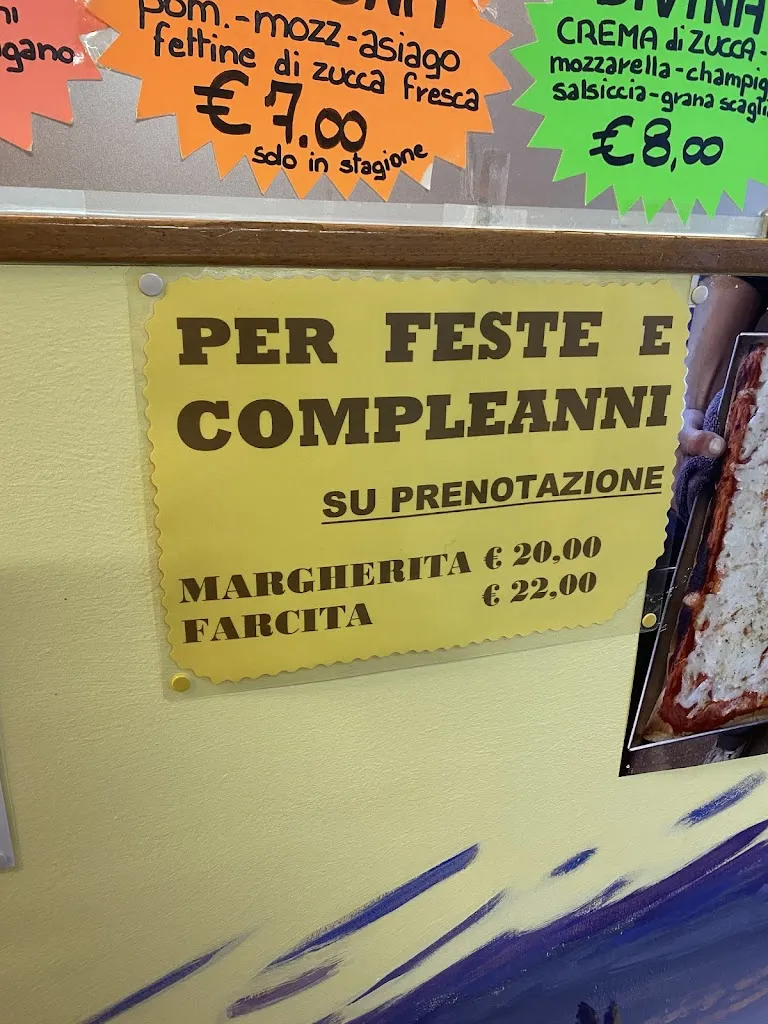 pom.-mozz-asiago
fettine di zucca fresca
€ 7.00
solo in stagione
CREMA di ZUCCA-
mozzarella-champig
salsiccia-grana scagli
€ 8,00
PER FESTE E
COMPLEANNI
SU PRENOTAZIONE
MARGHERITA € 20,00
FARCITA € 22,00